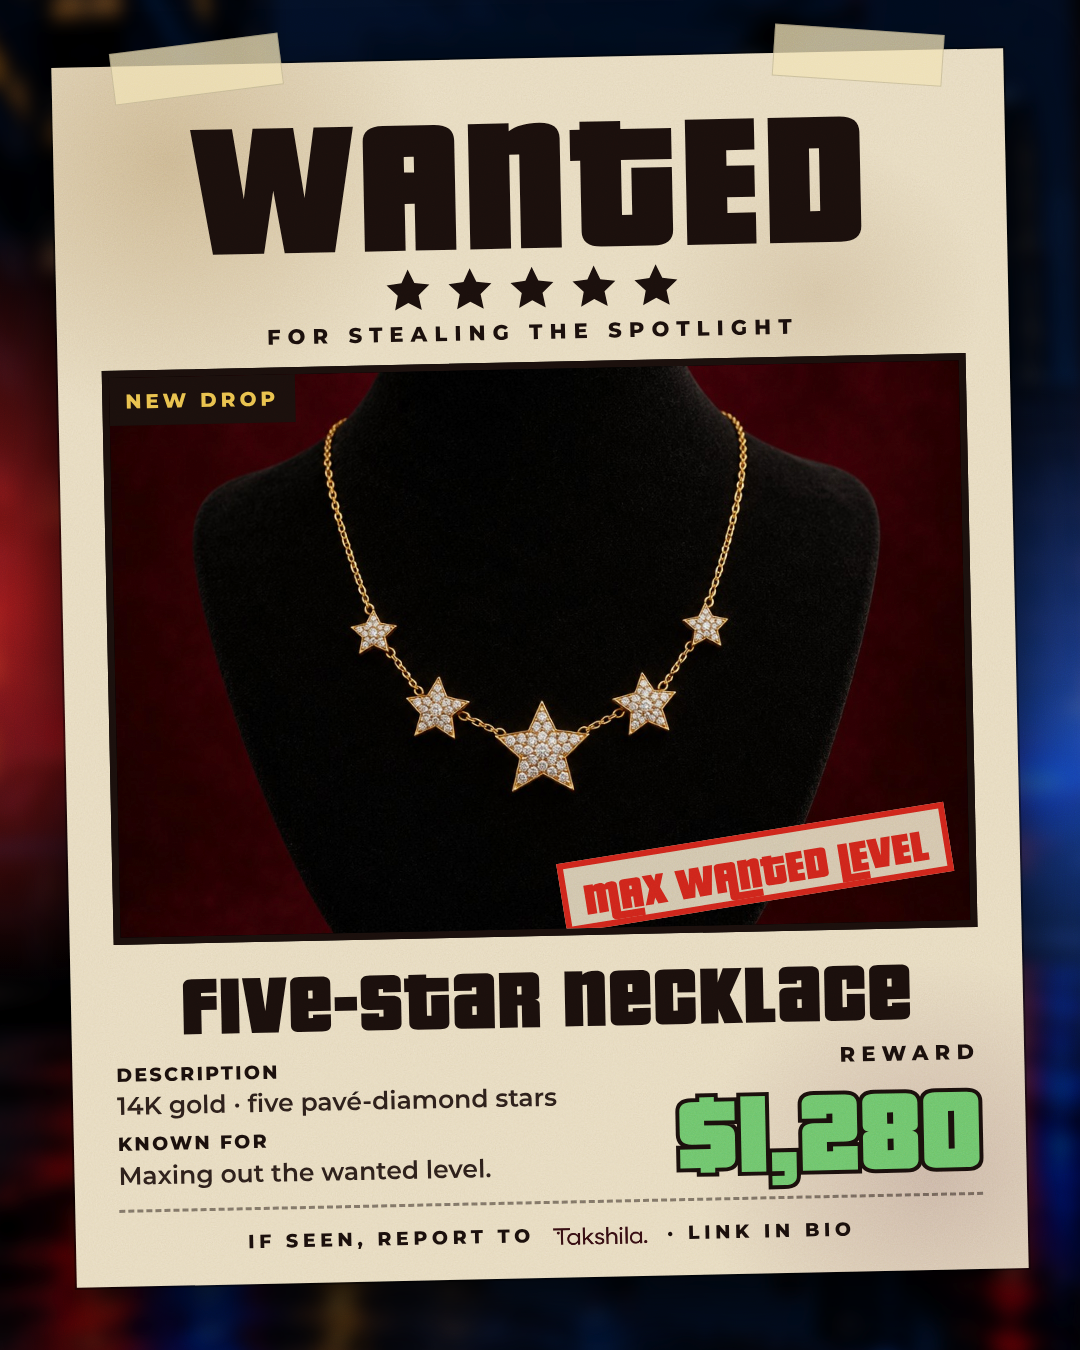 WANTED
FOR STEALING THE SPOTLIGHT
NEW DROP
MAX WANTED LEVEL
FIVE-STAR NECKLACE
DESCRIPTION
14K gold · five pavé-diamond stars
KNOWN FOR
Maxing out the wanted level.
REWARD
$1,280
IF SEEN, REPORT TO Takshila. · LINK IN BIO